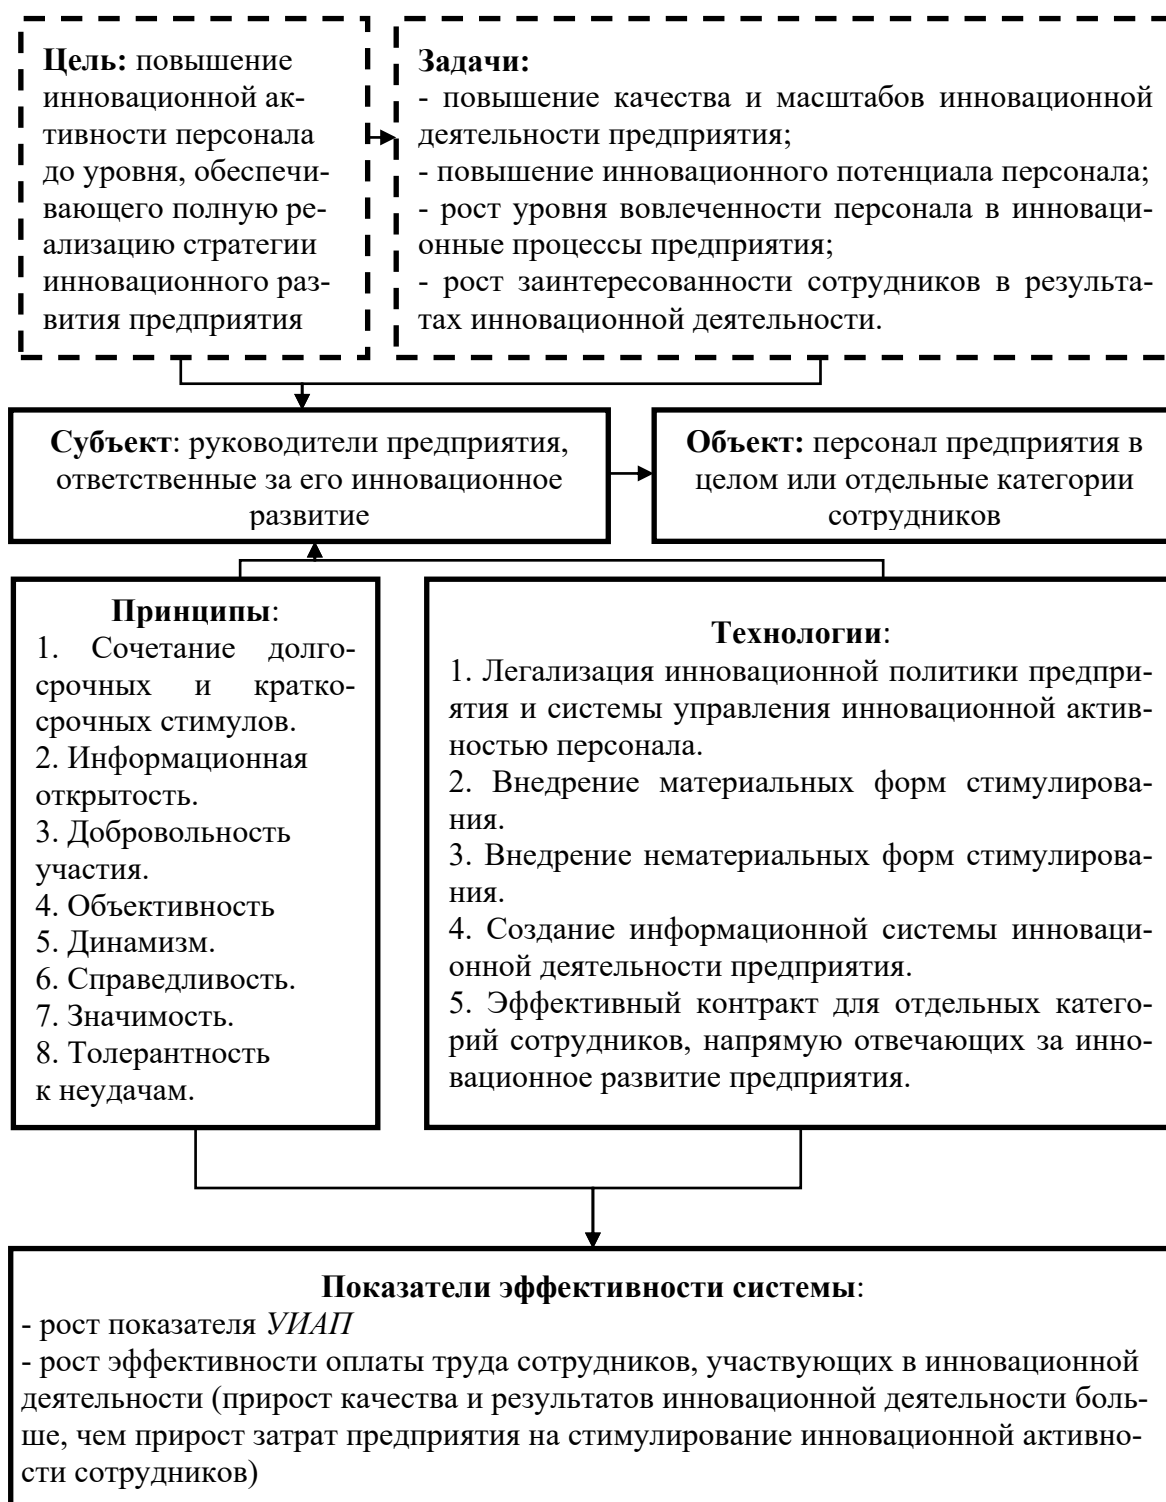 Цель: повышение
инновационной ак-
тивности персонала
до уровня, обеспечи-
вающего полную ре-
ализацию стратегии
инновационного раз-
вития предприятия
Задачи:
- повышение качества и масштабов инновационной
деятельности предприятия;
- повышение инновационного потенциала персонала;
- рост уровня вовлеченности персонала в инноваци-
онные процессы предприятия;
- рост заинтересованности сотрудников в результа-
тах инновационной деятельности.
Субъект: руководители предприятия,
ответственные за его инновационное
развитие
Объект: персонал предприятия в
целом или отдельные категории
сотрудников
Принципы:
1. Сочетание долго-
срочных и кратко-
срочных стимулов.
2. Информационная
открытость.
3. Добровольность
участия.
4. Объективность
5. Динамизм.
6. Справедливость.
7. Значимость.
8. Толерантность
к неудачам.
Технологии:
1. Легализация инновационной политики предпри-
ятия и системы управления инновационной актив-
ностью персонала.
2. Внедрение материальных форм стимулирова-
ния.
3. Внедрение нематериальных форм стимулирова-
ния.
4. Создание информационной системы инноваци-
онной деятельности предприятия.
5. Эффективный контракт для отдельных катего-
рий сотрудников, напрямую отвечающих за инно-
вационное развитие предприятия.
Показатели эффективности системы:
- рост показателя УИАП
- рост эффективности оплаты труда сотрудников, участвующих в инновационной
деятельности (прирост качества и результатов инновационной деятельности боль-
ше, чем прирост затрат предприятия на стимулирование инновационной активно-
сти сотрудников)